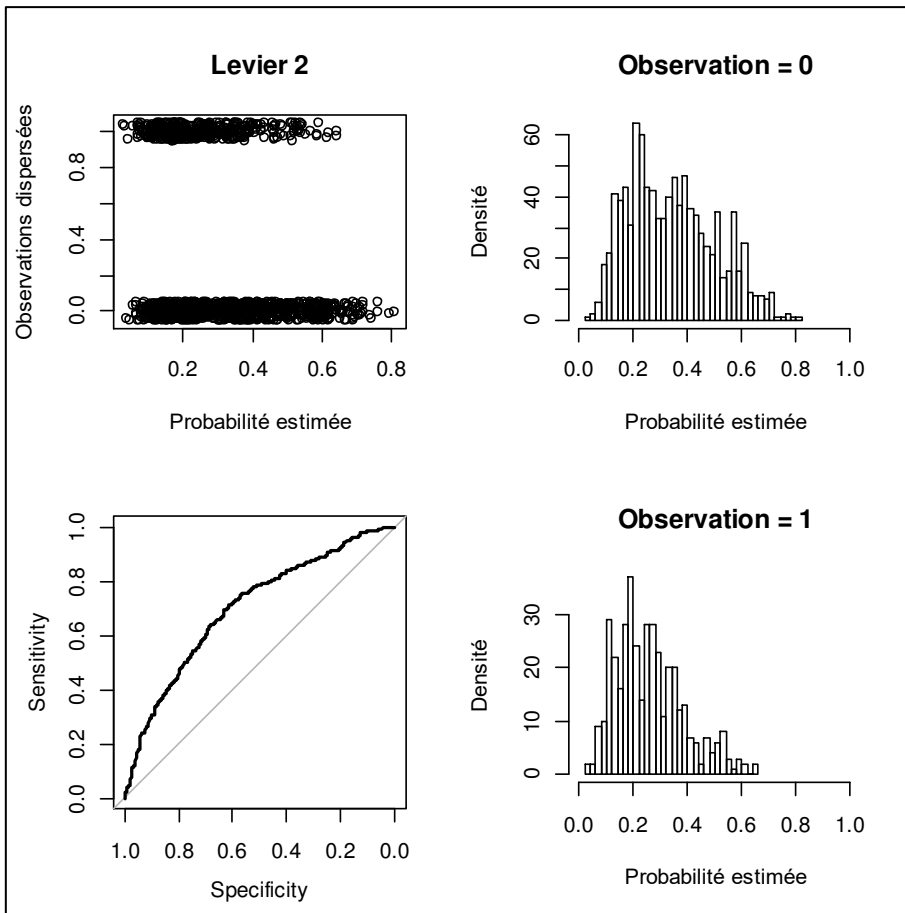 Levier 2
Observations dispersées
0.0 0.4 0.8
0.2 0.4 0.6 0.8
Probabilité estimée
Observation = 0
Densité
0 20 40 60
0.0 0.2 0.4 0.6 0.8 1.0
Probabilité estimée
Sensitivity
0.0 0.2 0.4 0.6 0.8 1.0
1.0 0.8 0.6 0.4 0.2 0.0
Specificity
Observation = 1
Densité
0 10 20 30
0.0 0.2 0.4 0.6 0.8 1.0
Probabilité estimée